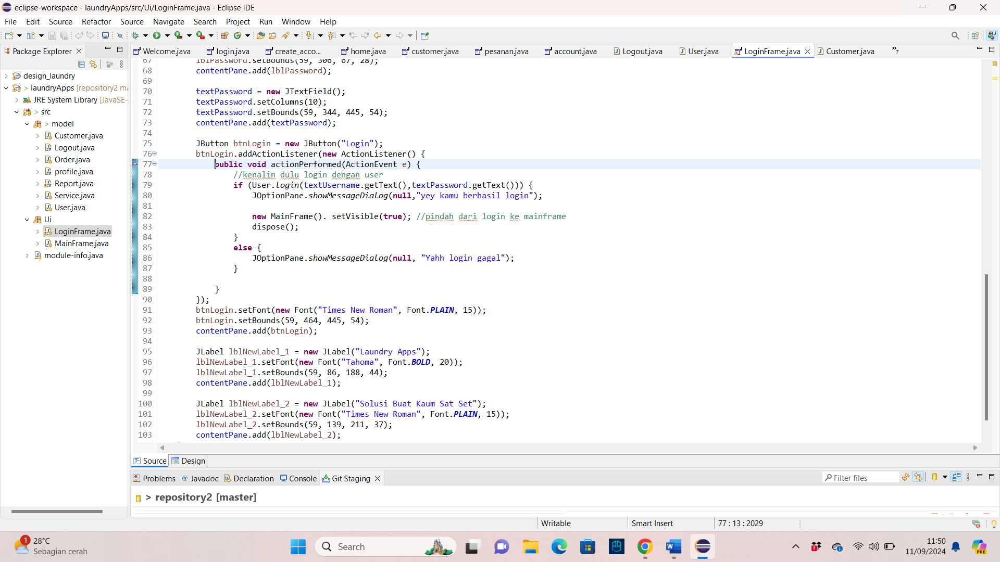 eclipse-workspace - laundryApps/src/Ui/LoginFrame.java - Eclipse IDE
File Edit Source Refactor Source Navigate Search Project Run Window Help
Package Explorer
Welcome.java login.java create_acco... home.java customer.java pesanan.java account.java Logout.java User.java LoginFrame.java Customer.java »7
design_laundry
> laundryApps [repository2 ma
JRE System Library [JavaSE-
> src
> model
Customer.java
Logout.java
Order.java
profile.java
Report.java
Service.java
User.java
Ui
LoginFrame.java
MainFrame.java
module-info.java
67 lblPassword.setBounds(59, 306, 67, 28);
68 contentPane.add(lblPassword);
69
70 textPassword = new JTextField();
71 textPassword.setColumns(10);
72 textPassword.setBounds(59, 344, 445, 54);
73 contentPane.add(textPassword);
74
75 JButton btnLogin = new JButton("Login");
76 btnLogin.addActionListener(new ActionListener() {
77 public void actionPerformed(ActionEvent e) {
78 //kenalin dulu login dengan user
79 if (User.login(textUsername.getText(),textPassword.getText())) {
80 JOptionPane.showMessageDialog(null,"yey kamu berhasil login");
81
82 new MainFrame(). setVisible(true); //pindah dari login ke mainframe
83 dispose();
84 }
85 else {
86 JOptionPane.showMessageDialog(null, "Yahh login gagal");
87 }
88
89 }
90 });
91 btnLogin.setFont(new Font("Times New Roman", Font.PLAIN, 15));
92 btnLogin.setBounds(59, 464, 445, 54);
93 contentPane.add(btnLogin);
94
95 JLabel lblNewLabel_1 = new JLabel("Laundry Apps");
96 lblNewLabel_1.setFont(new Font("Tahoma", Font.BOLD, 20));
97 lblNewLabel_1.setBounds(59, 86, 188, 44);
98 contentPane.add(lblNewLabel_1);
99
100 JLabel lblNewLabel_2 = new JLabel("Solusi Buat Kaum Sat Set");
101 lblNewLabel_2.setFont(new Font("Times New Roman", Font.PLAIN, 15));
102 lblNewLabel_2.setBounds(59, 139, 211, 37);
103 contentPane.add(lblNewLabel_2);
Source Design
Problems Javadoc Declaration Console Git Staging Filter files
> repository2 [master]
Writable Smart Insert 77 : 13 : 2029
1 28°C
Sebagian cerah
Search
7
PRE
11:50
11/09/2024